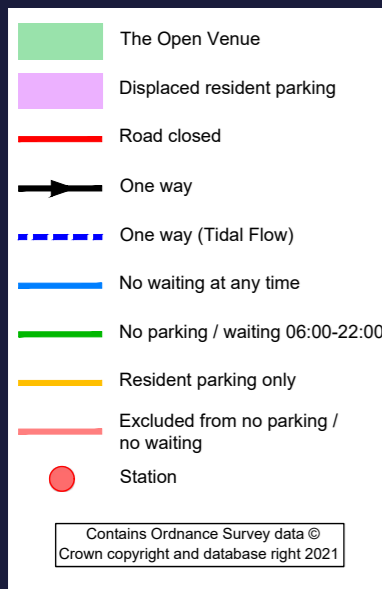 The Open Venue
Displaced resident parking
Road closed
One way
One way (Tidal Flow)
No waiting at any time
No parking / waiting 06:00-22:00
Resident parking only
Excluded from no parking /
no waiting
Station
Contains Ordnance Survey data ©
Crown copyright and database right 2021